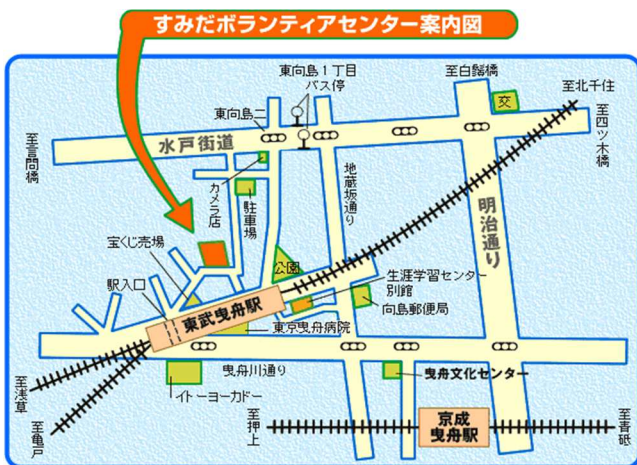 すみだボランティアセンター案内図
東向島1丁目
バス停
至白鬚橋
至北千住
交
東向島二
至四ツ木橋
水戸街道
至言問橋
カメラ店
駐車場
地蔵坂通り
明治通り
宝くじ売場
公園
駅入口
生涯学習センター
別館
東武曳舟駅
向島郵便局
東京曳舟病院
曳舟川通り
曳舟文化センター
イトーヨーカドー
至浅草
至亀戸
至押上
京成
曳舟駅
至青砥